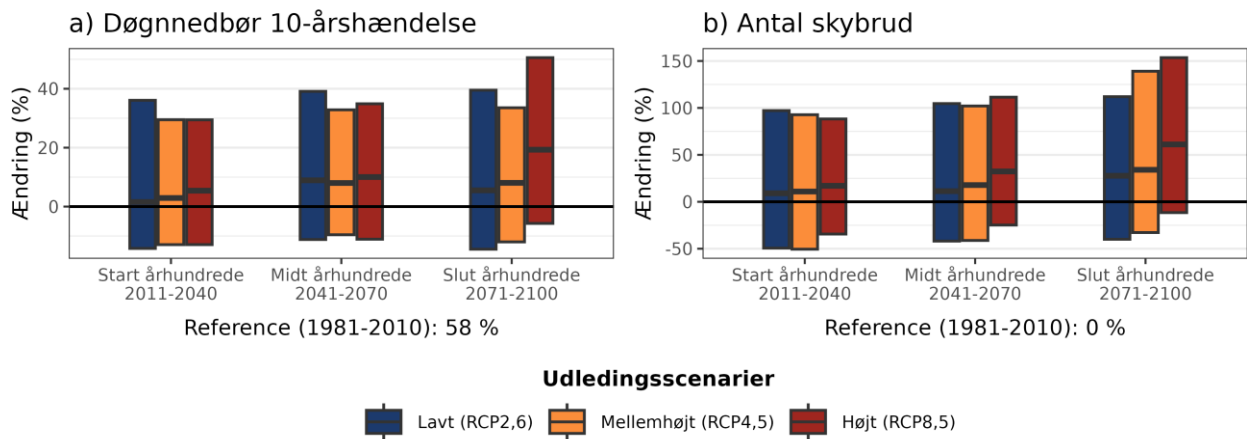 a) Døgnnedbør 10-årshændelse
Ændring (%)
40
20
0
Start århundrede
2011-2040
Midt århundrede
2041-2070
Slut århundrede
2071-2100
Reference (1981-2010): 58 %
b) Antal skybrud
Ændring (%)
150
100
50
0
-50
Start århundrede
2011-2040
Midt århundrede
2041-2070
Slut århundrede
2071-2100
Reference (1981-2010): 0 %
Udledingsscenarier
Lavt (RCP2,6)
Mellemhøjt (RCP4,5)
Højt (RCP8,5)